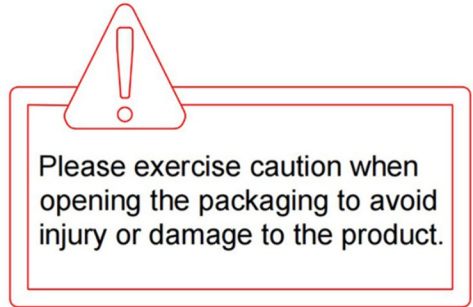 Please exercise caution when
opening the packaging to avoid
injury or damage to the product.